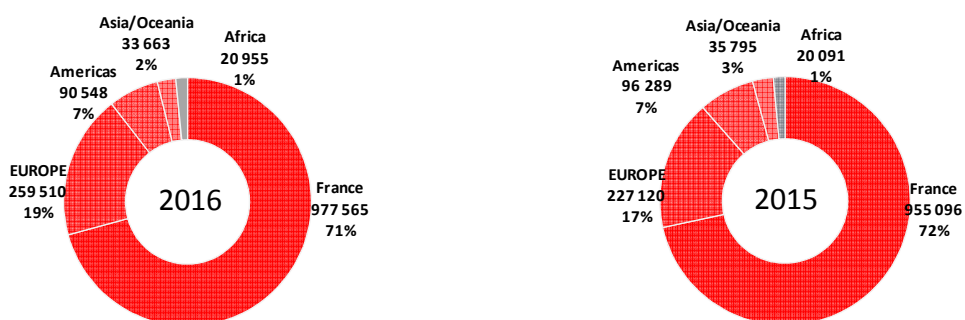 Asia/Oceania
33 663
2%
Africa
20 955
1%
Americas
90 548
7%
EUROPE
259 510
19%
2016
France
977 565
71%
Asia/Oceania
35 795
3%
Africa
20 091
1%
Americas
96 289
7%
EUROPE
227 120
17%
2015
France
955 096
72%